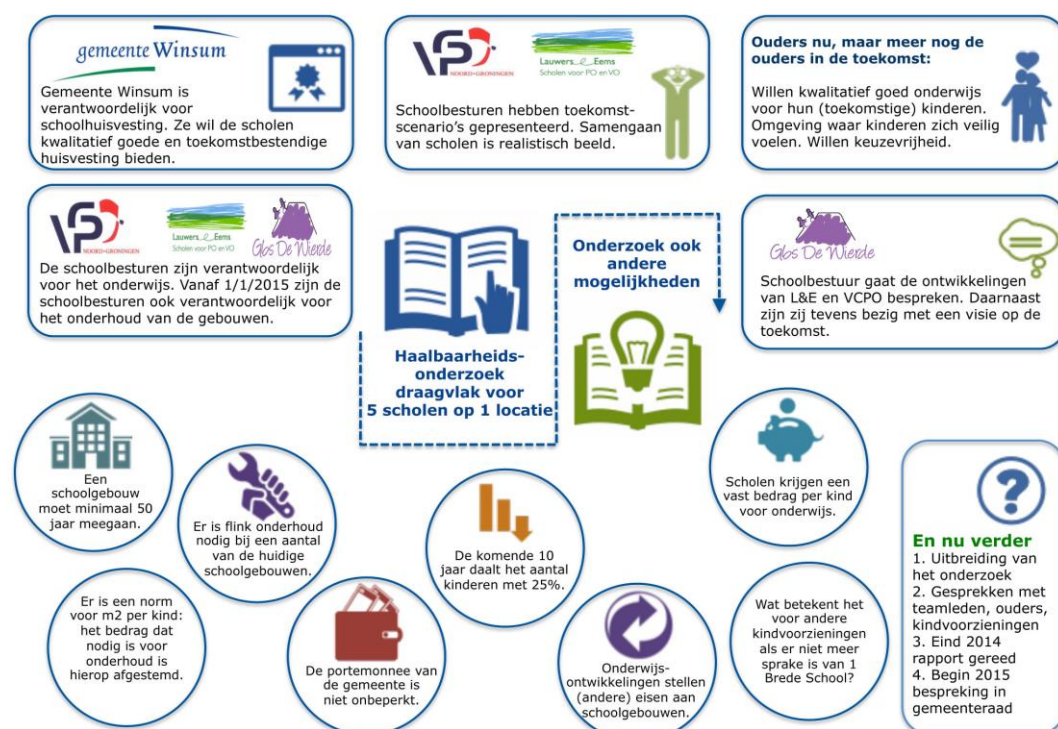 gemeente Winsum
Gemeente Winsum is
verantwoordelijk voor
schoolhuisvesting. Ze wil de scholen
kwalitatief goede en toekomstbestendige
huisvesting bieden.
NOORD-GRONINGEN
Lauwers & Eems
Scholen voor PO en VO
Schoolbesturen hebben toekomst-
scenario's gepresenteerd. Samengaan
van scholen is realistisch beeld.
Ouders nu, maar meer nog de
ouders in de toekomst:
Willen kwalitatief goed onderwijs
voor hun (toekomstige) kinderen.
Omgeving waar kinderen zich veilig
voelen. Willen keuzevrijheid.
NOORD-GRONINGEN
Lauwers & Eems
Scholen voor PO en VO
Gbs De Wierde
De schoolbesturen zijn verantwoordelijk
voor het onderwijs. Vanaf 1/1/2015 zijn de
schoolbesturen ook verantwoordelijk voor
het onderhoud van de gebouwen.
Haalbaarheids-
onderzoek
draagvlak voor
5 scholen op 1 locatie
Onderzoek ook
andere
mogelijkheden
Gbs De Wierde
Schoolbestuur gaat de ontwikkelingen
van L&E en VCPO bespreken. Daarnaast
zijn zij tevens bezig met een visie op de
toekomst.
Een
schoolgebouw
moet minimaal 50
jaar meegaan.
Er is flink onderhoud
nodig bij een aantal
van de huidige
schoolgebouwen.
De komende 10
jaar daalt het aantal
kinderen met 25%.
Scholen krijgen een
vast bedrag per kind
voor onderwijs.
Er is een norm
voor m2 per kind:
het bedrag dat
nodig is voor
onderhoud is
hierop afgestemd.
De portemonnee van
de gemeente is
niet onbeperkt.
Onderwijs-
ontwikkelingen stellen
(andere) eisen aan
schoolgebouwen.
Wat betekent het
voor andere
kindvoorzieningen
als er niet meer
sprake is van 1
Brede School?
?
En nu verder
1. Uitbreiding van
het onderzoek
2. Gesprekken met
teamleden, ouders,
kindvoorzieningen
3. Eind 2014
rapport gereed
4. Begin 2015
bespreking in
gemeenteraad